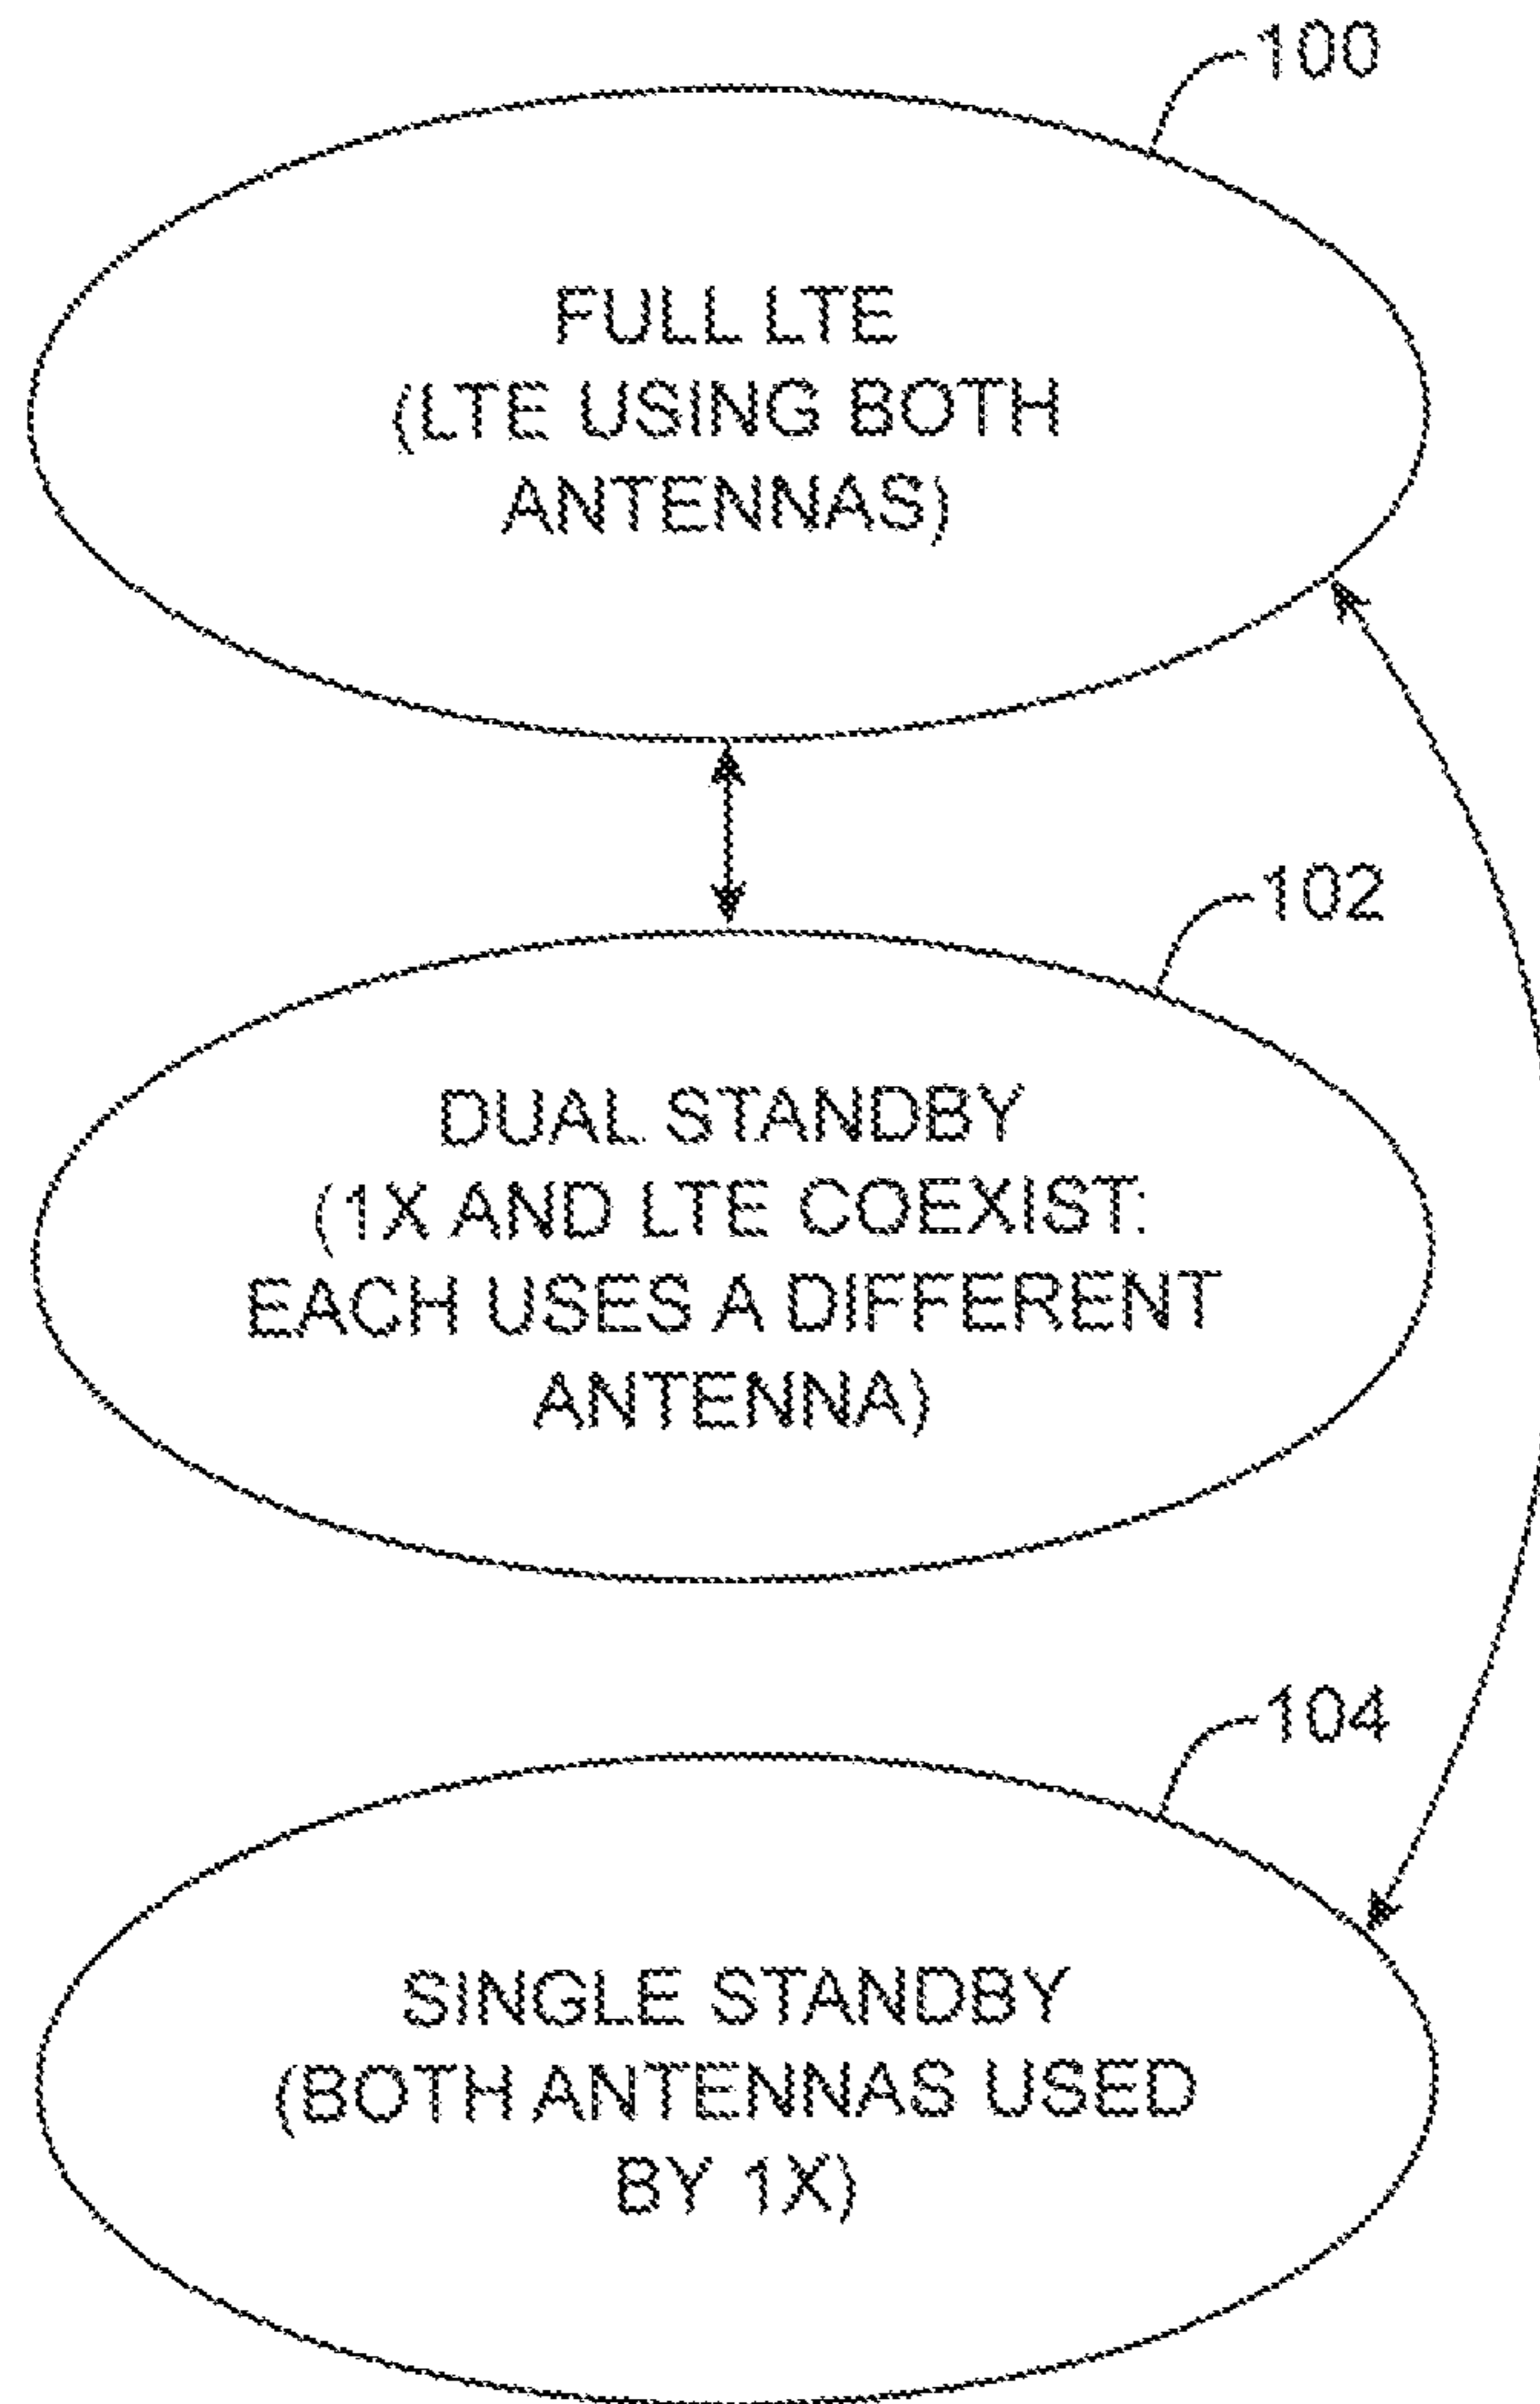 100
FULL LTE
(LTE USING BOTH
ANTENNAS)
102
DUAL STANDBY
(1X AND LTE COEXIST:
EACH USES A DIFFERENT
ANTENNA)
104
SINGLE STANDBY
(BOTH ANTENNAS USED
BY 1X)